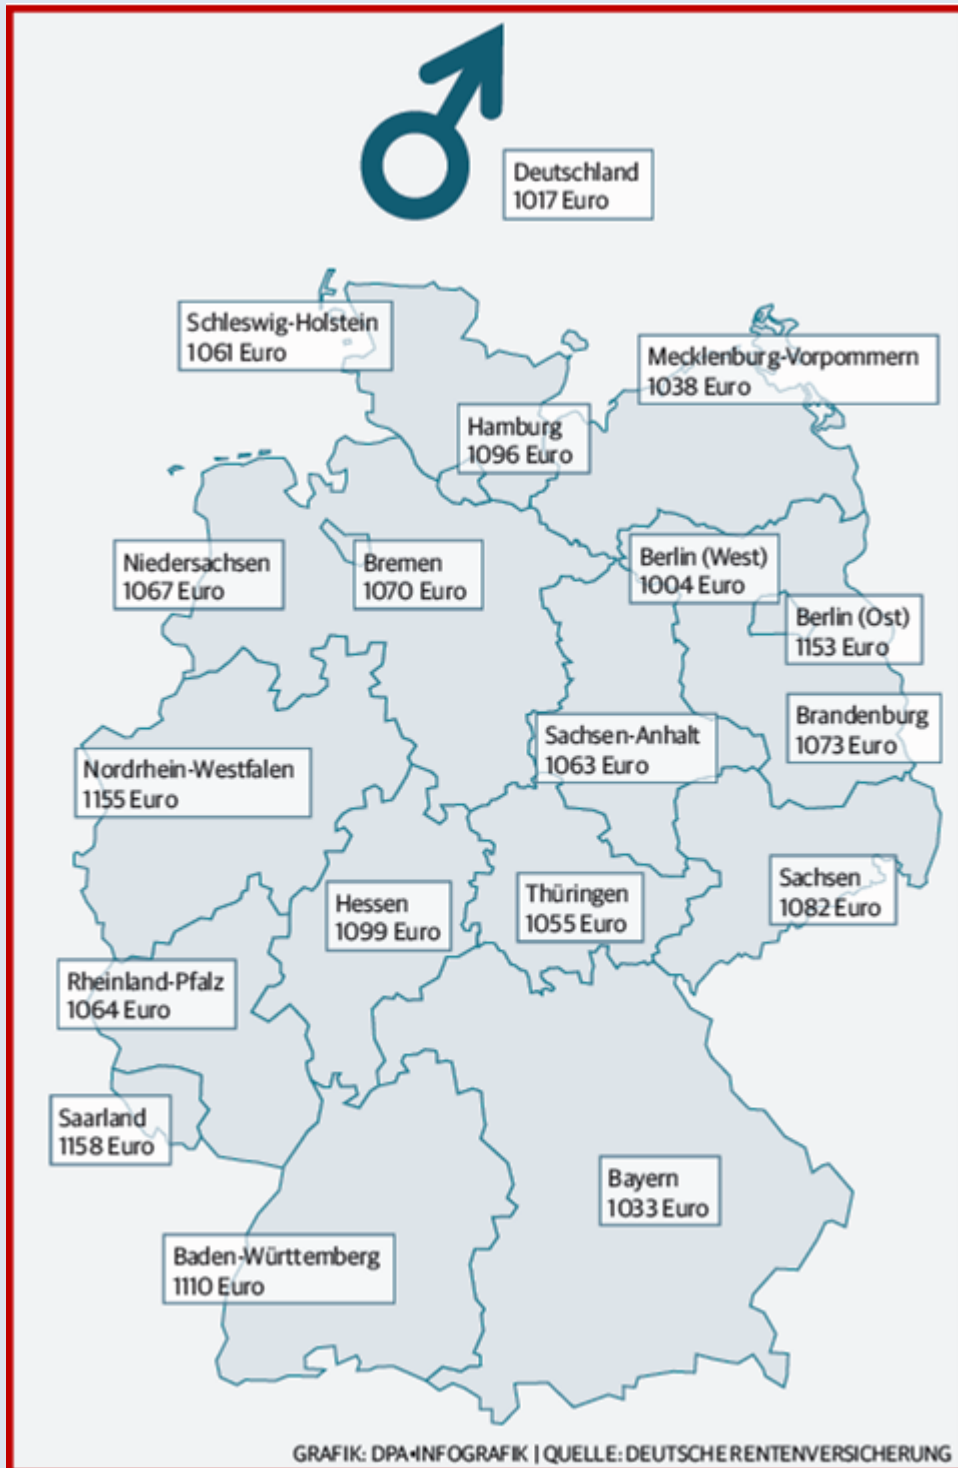 Deutschland
1017 Euro
Schleswig-Holstein
1061 Euro
Mecklenburg-Vorpommern
1038 Euro
Hamburg
1096 Euro
Niedersachsen
1067 Euro
Bremen
1070 Euro
Berlin (West)
1004 Euro
Berlin (Ost)
1153 Euro
Brandenburg
1073 Euro
Sachsen-Anhalt
1063 Euro
Nordrhein-Westfalen
1155 Euro
Hessen
1099 Euro
Thüringen
1055 Euro
Sachsen
1082 Euro
Rheinland-Pfalz
1064 Euro
Saarland
1158 Euro
Bayern
1033 Euro
Baden-Württemberg
1110 Euro
GRAFIK: DPA•INFOGRAFIK | QUELLE: DEUTSCHE RENTENVERSICHERUNG